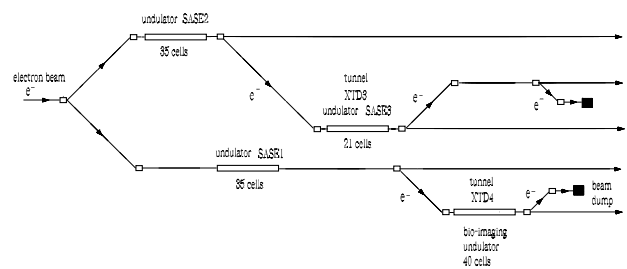 undulator SASE2
35 cells
electron beam
e⁻
e⁻
tunnel
XTD3
undulator SASE3
21 cells
e⁻
e⁻
undulator SASE1
35 cells
e⁻
tunnel
XTD4
e⁻
beam
dump
bio-imaging
undulator
40 cells